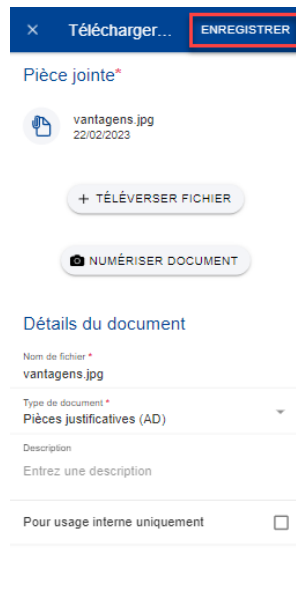 × Télécharger... ENREGISTRER
Pièce jointe*
vantagens.jpg
22/02/2023
+ TÉLÉVERSER FICHIER
NUMÉRISER DOCUMENT
Détails du document
Nom de fichier *
vantagens.jpg
Type de document *
Pièces justificatives (AD)
Description
Entrez une description
Pour usage interne uniquement